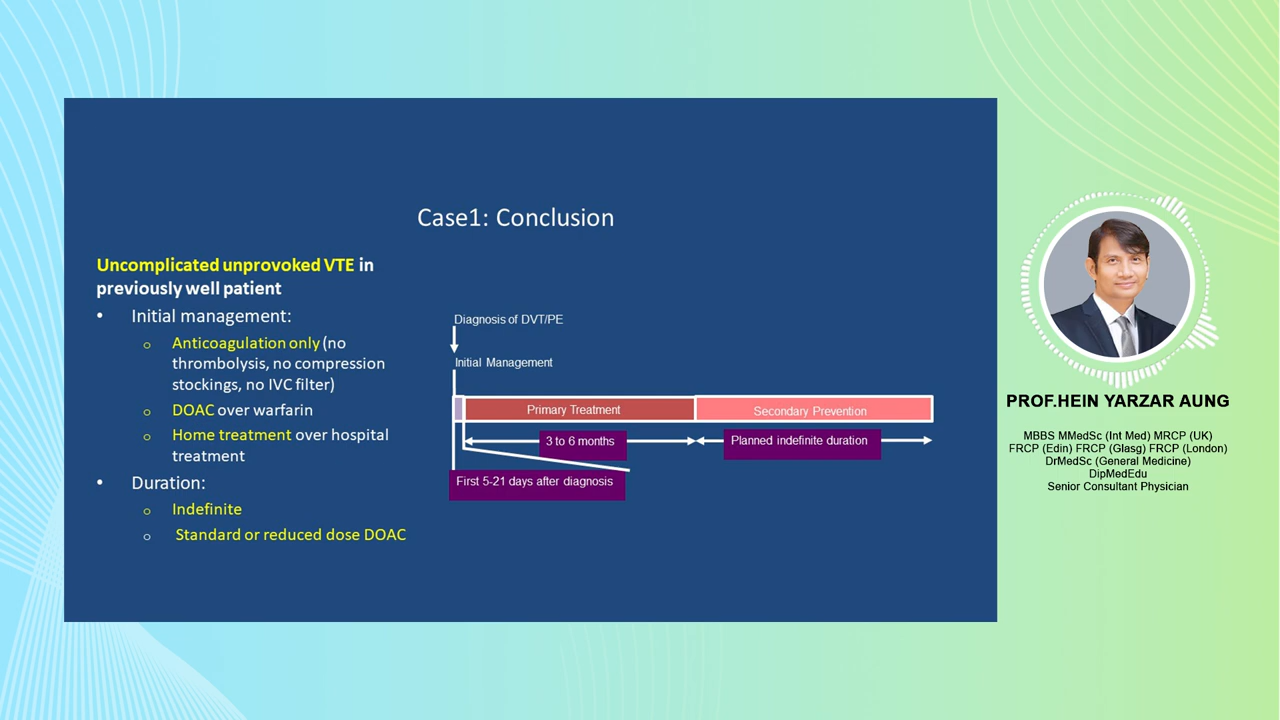 Case1: Conclusion
Uncomplicated unprovoked VTE in
previously well patient
• Initial management:
o Anticoagulation only (no
thrombolysis, no compression
stockings, no IVC filter)
o DOAC over warfarin
o Home treatment over hospital
treatment
• Duration:
o Indefinite
o Standard or reduced dose DOAC
Diagnosis of DVT/PE
Initial Management
Primary Treatment
Secondary Prevention
3 to 6 months
Planned indefinite duration
First 5-21 days after diagnosis
PROF.HEIN YARZAR AUNG
MBBS MMedSc (Int Med) MRCP (UK)
FRCP (Edin) FRCP (Glasg) FRCP (London)
DrMedSc (General Medicine)
DipMedEdu
Senior Consultant Physician